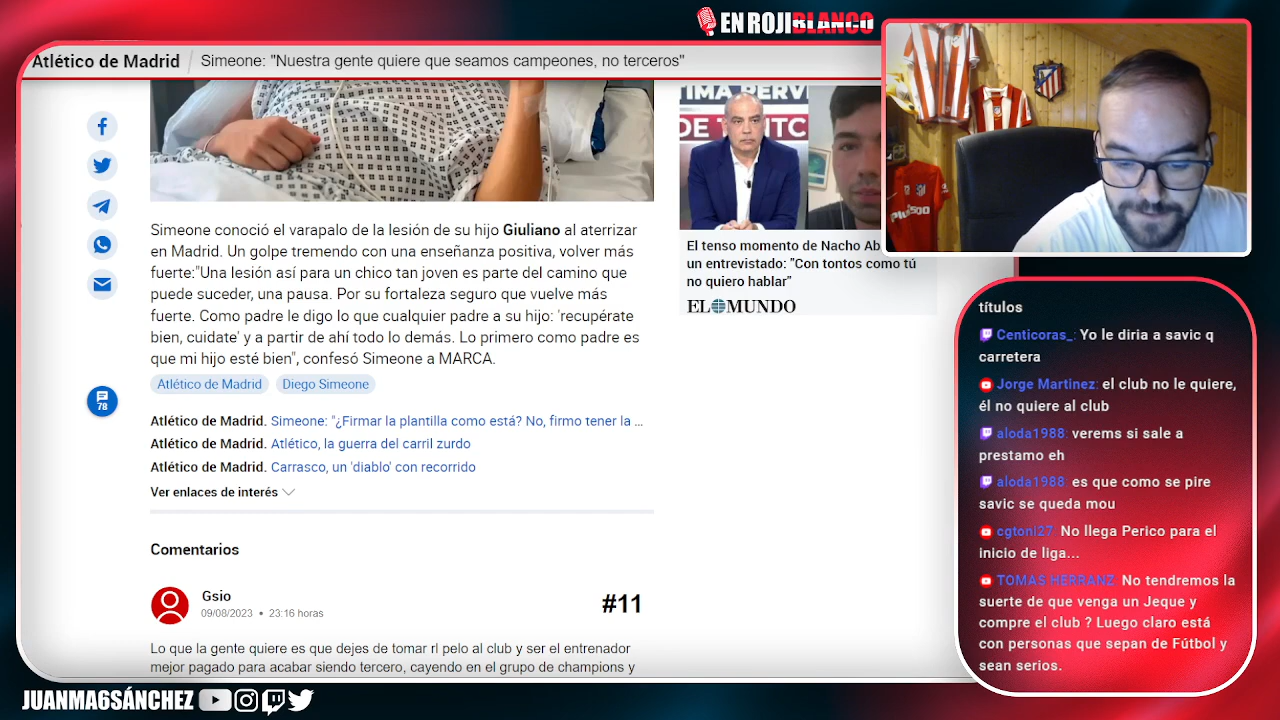 EN ROJIBLANCO
Atlético de Madrid / Simeone: "Nuestra gente quiere que seamos campeones, no terceros"
Simeone conoció el varapalo de la lesión de su hijo Giuliano al aterrizar
en Madrid. Un golpe tremendo con una enseñanza positiva, volver más
fuerte:"Una lesión así para un chico tan joven es parte del camino que
puede suceder, una pausa. Por su fortaleza seguro que vuelve más
fuerte. Como padre le digo lo que cualquier padre a su hijo: 'recupérate
bien, cuidate' y a partir de ahí todo lo demás. Lo primero como padre es
que mi hijo esté bien", confesó Simeone a MARCA.
Atlético de Madrid Diego Simeone
78
Atlético de Madrid. Simeone: "¿Firmar la plantilla como está? No, firmo tener la ...
Atlético de Madrid. Atlético, la guerra del carril zurdo
Atlético de Madrid. Carrasco, un 'diablo' con recorrido
Ver enlaces de interés
Comentarios
Gsio
09/08/2023 • 23:16 horas
#11
Lo que la gente quiere es que dejes de tomar rl pelo al club y ser el entrenador
mejor pagado para acabar siendo tercero, cayendo en el grupo de champions y
El tenso momento de Nacho Ab
un entrevistado: "Con tontos como tú
no quiero hablar"
EL MUNDO
títulos
Centicoras_: Yo le diria a savic q
carretera
Jorge Martinez: el club no le quiere,
él no quiere al club
aloda1988: verems si sale a
prestamo eh
aloda1988: es que como se pire
savic se queda mou
cgtoni27: No llega Perico para el
inicio de liga...
TOMAS HERRANZ: No tendremos la
suerte de que venga un Jeque y
compre el club ? Luego claro está
con personas que sepan de Fútbol y
sean serios.
JUANMA6SÁNCHEZ